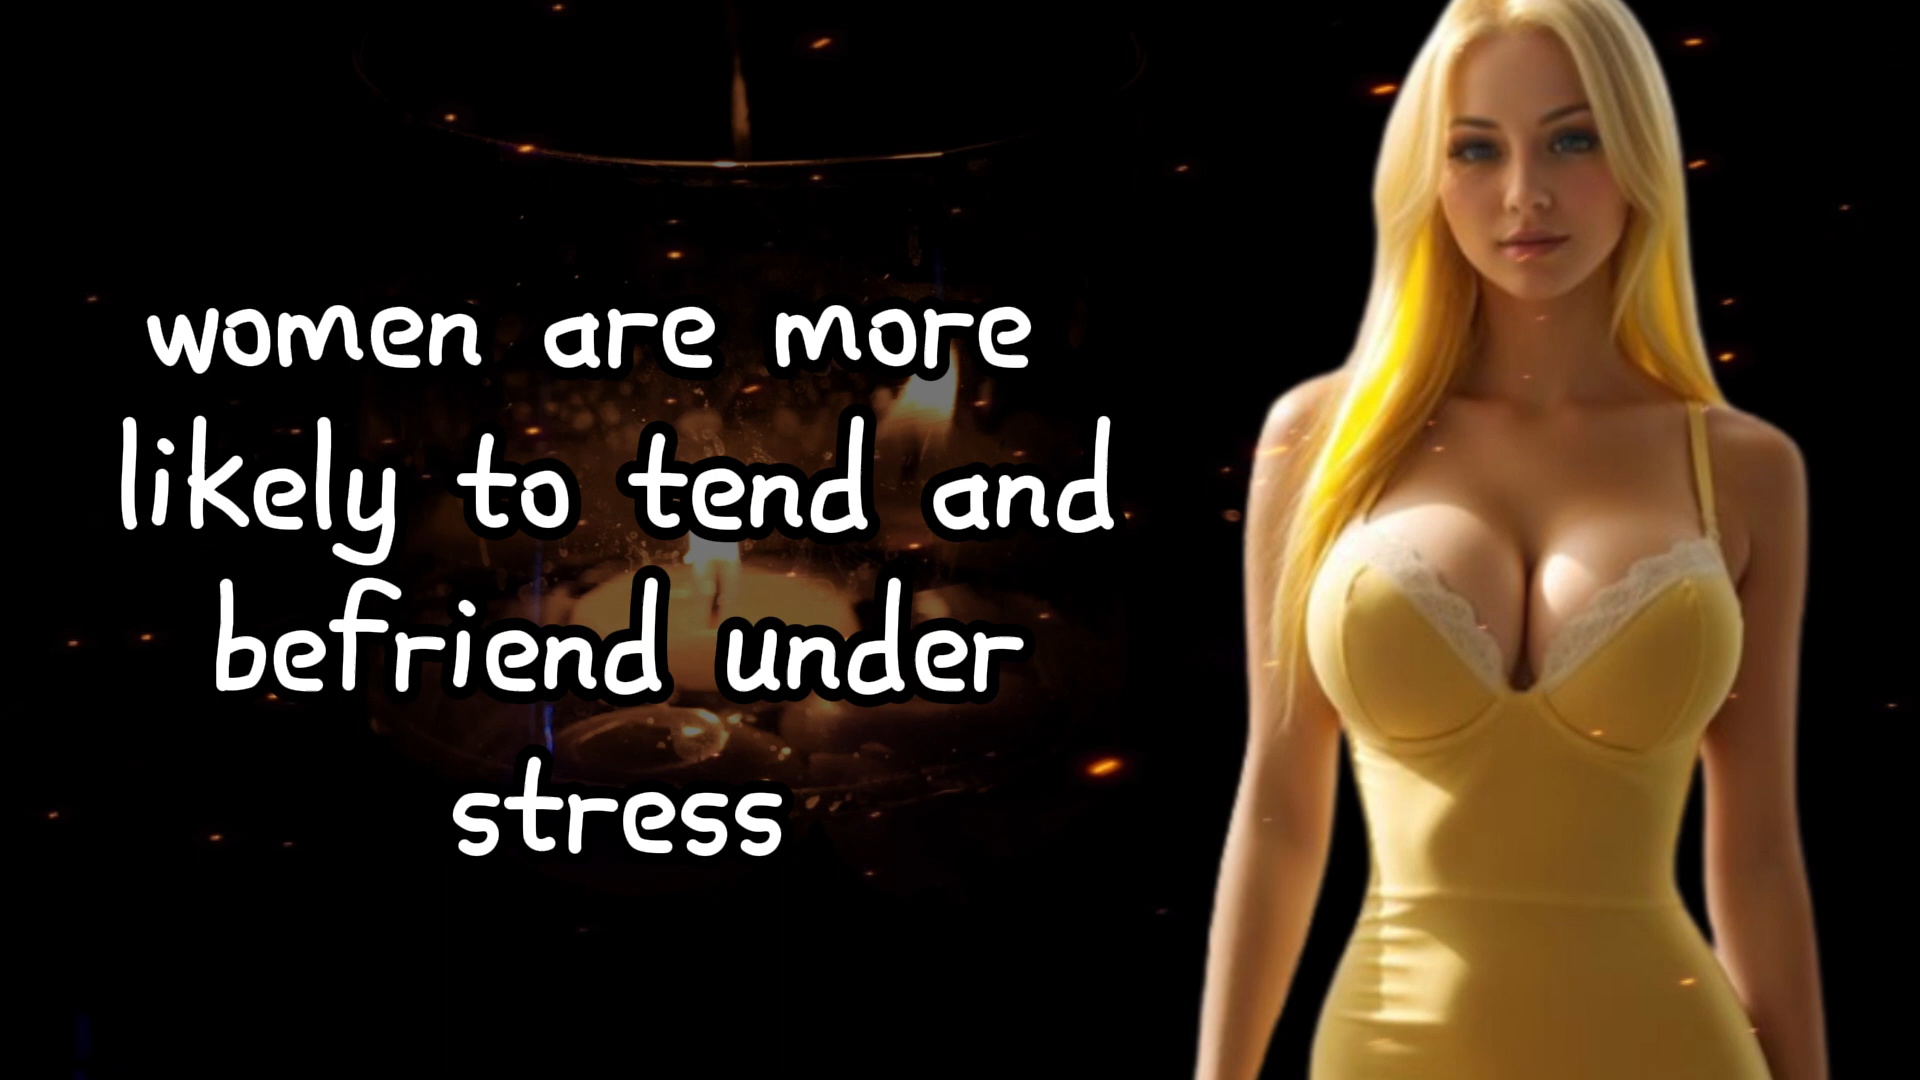 women are more
likely to tend and
befriend under
stress